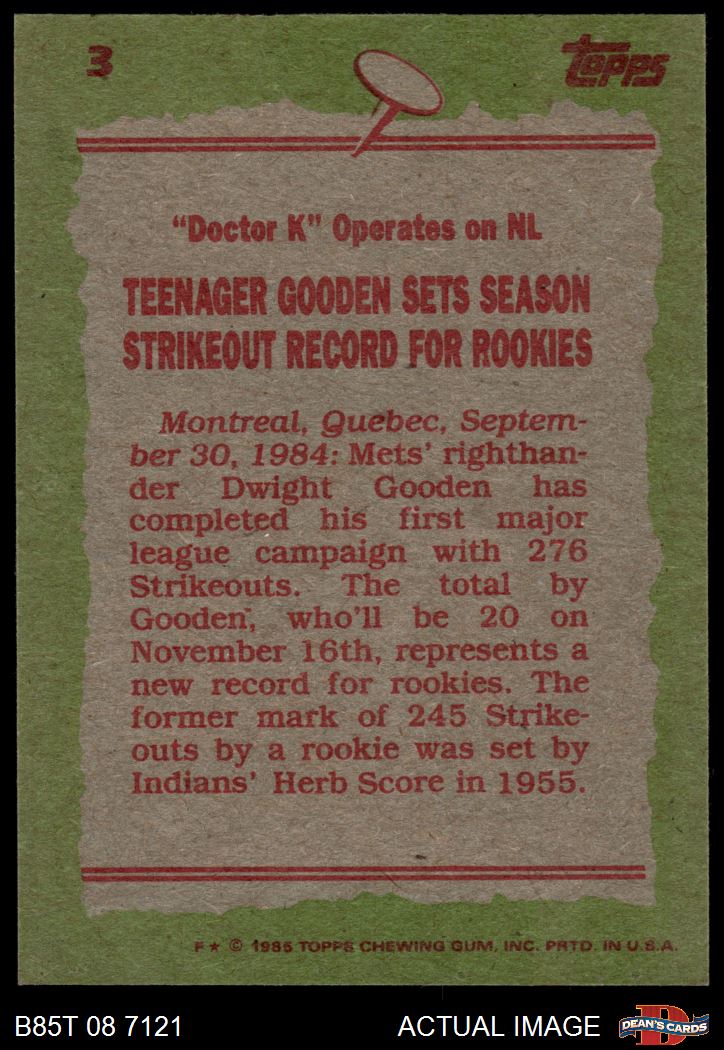 3
topps
"Doctor K" Operates on NL
TEENAGER GOODEN SETS SEASON
STRIKEOUT RECORD FOR ROOKIES
Montreal, Quebec, Septem-
ber 30, 1984: Mets' righthan-
der Dwight Gooden has
completed his first major
league campaign with 276
Strikeouts. The total by
Gooden, who'll be 20 on
November 16th, represents a
new record for rookies. The
former mark of 245 Strike-
outs by a rookie was set by
Indians' Herb Score in 1955.
F★ © 1985 TOPPS CHEWING GUM, INC. PRTD. IN U.S.A.
B85T 08 7121 ACTUAL IMAGE
D
DEAN'S CARDS